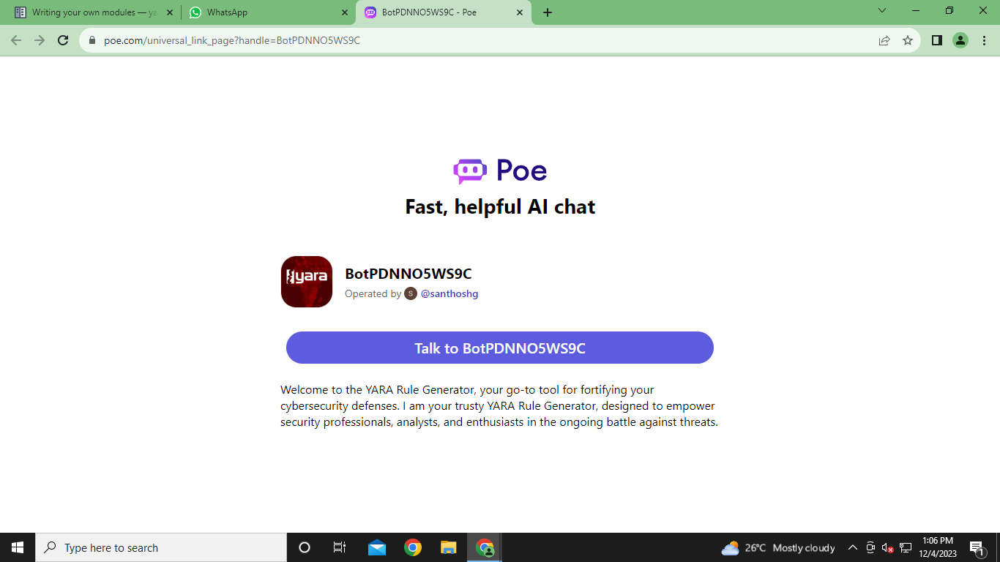 Writing your own modules — ya
WhatsApp
BotPDNNO5WS9C - Poe
poe.com/universal_link_page?handle=BotPDNNO5WS9C
Poe
Fast, helpful AI chat
yara
BotPDNNO5WS9C
Operated by S @santhoshg
Talk to BotPDNNO5WS9C
Welcome to the YARA Rule Generator, your go-to tool for fortifying your
cybersecurity defenses. I am your trusty YARA Rule Generator, designed to empower
security professionals, analysts, and enthusiasts in the ongoing battle against threats.
Type here to search
26°C Mostly cloudy
1:06 PM
12/4/2023
1